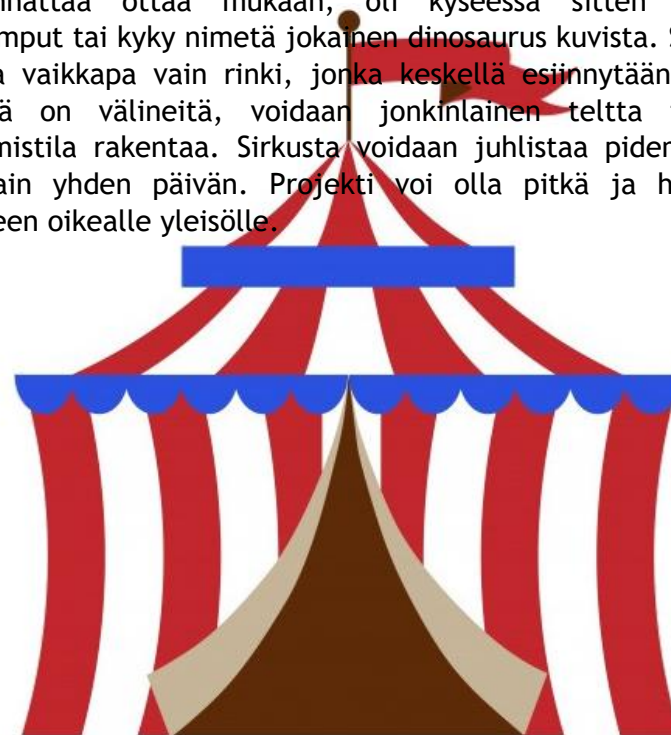 nnattaa ottaa mukaan, oli kyseessä sitten
mput tai kyky nimetä jokainen dinosaurus kuvista. S
a vaikkapa vain rinki, jonka keskellä esiinnytään
ä on välineitä, voidaan jonkinlainen teltta
mistila rakentaa. Sirkusta voidaan juhlistaa piden
ain yhden päivän. Projekti voi olla pitkä ja h
een oikealle yleisölle.